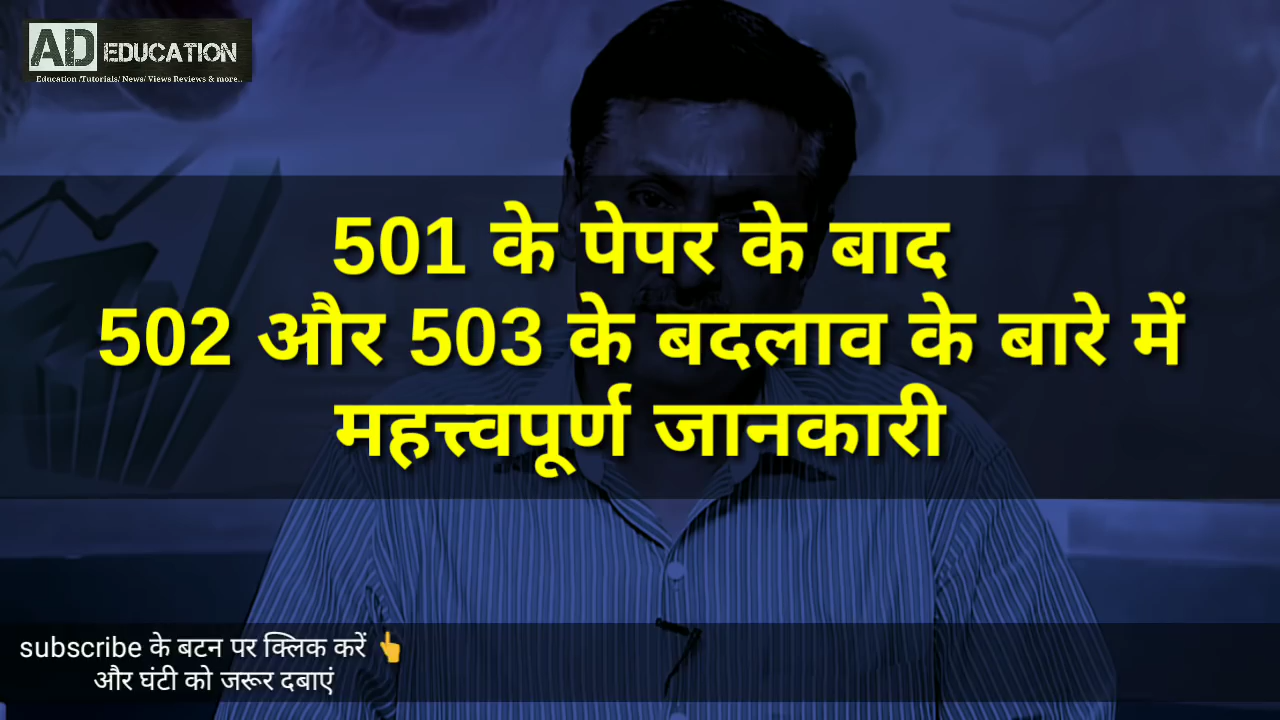 AD EDUCATION
Education /Tutorials/ News/ Views Reviews & more..
501 के पेपर के बाद
502 और 503 के बदलाव के बारे में
महत्त्वपूर्ण जानकारी
subscribe के बटन पर क्लिक करें 👆
और घंटी को जरूर दबाएं